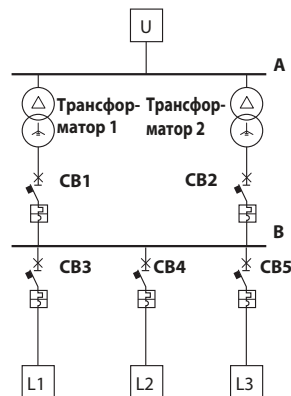 U
A
Трансфор-
матор 1
Трансфор-
матор 2
CB1
CB2
B
CB3
CB4
CB5
L1
L2
L3